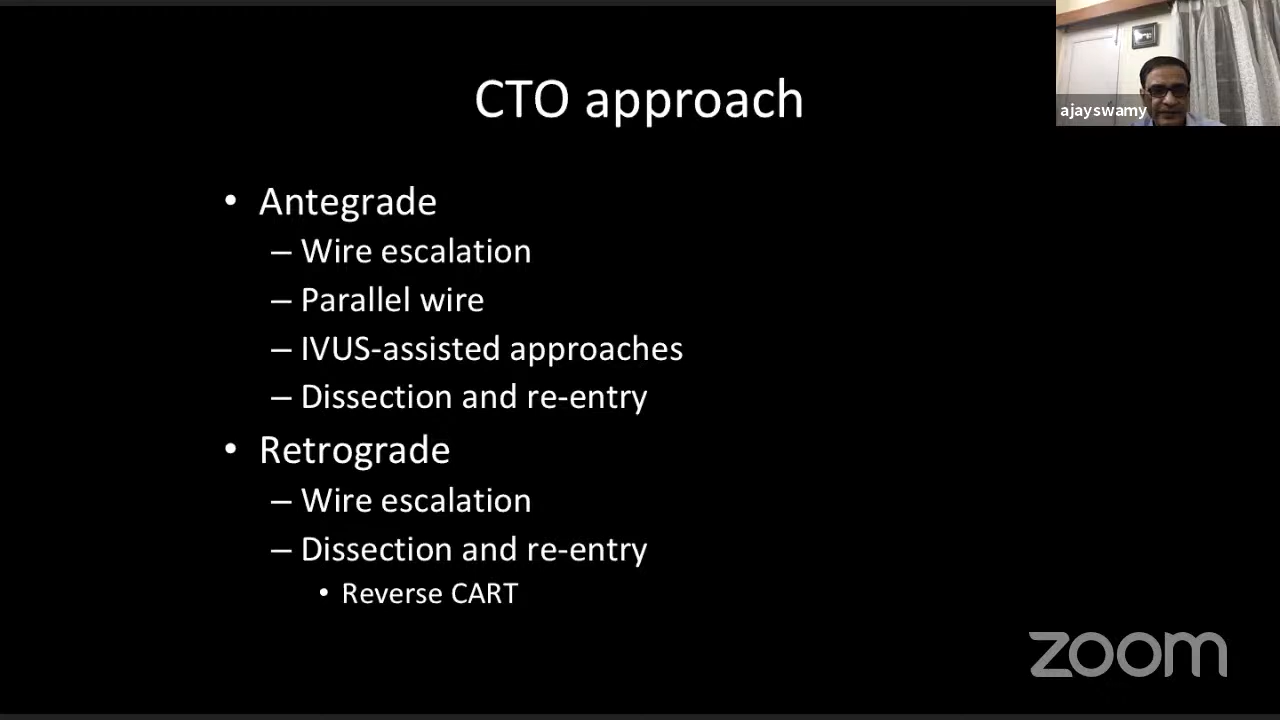 CTO approach
ajayswamy
• Antegrade
– Wire escalation
– Parallel wire
– IVUS-assisted approaches
– Dissection and re-entry
• Retrograde
– Wire escalation
– Dissection and re-entry
• Reverse CART
zoom